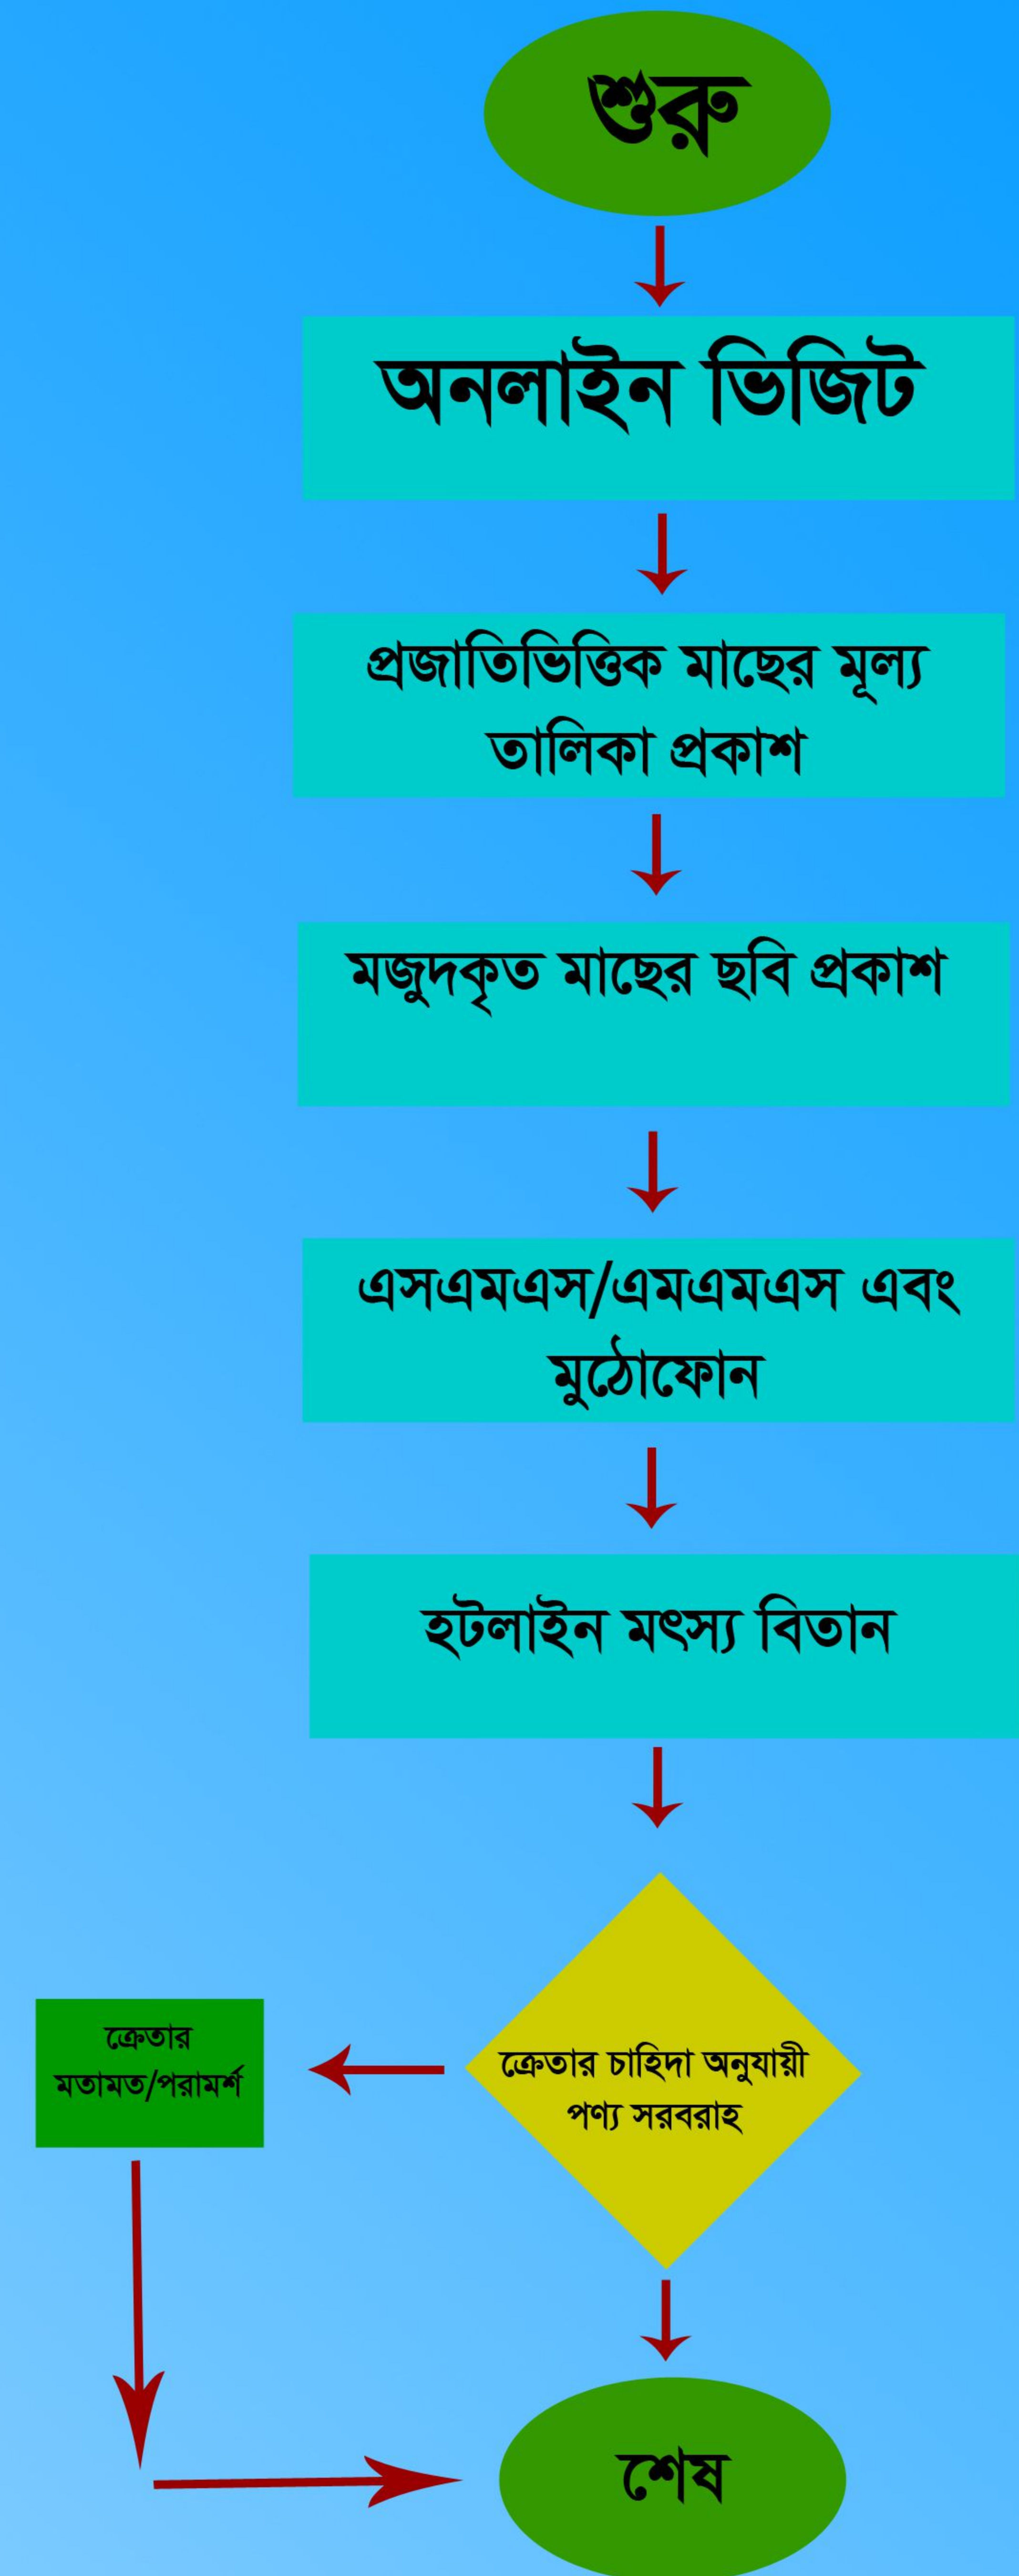 শুরু
অনলাইন ভিজিট
প্রজাতিভিত্তিক মাছের মূল্য
তালিকা প্রকাশ
মজুদকৃত মাছের ছবি প্রকাশ
এসএমএস/এমএমএস এবং
মুঠোফোন
হটলাইন মৎস্য বিতান
ক্রেতার চাহিদা অনুযায়ী
পণ্য সরবরাহ
ক্রেতার
মতামত/পরামর্শ
শেষ